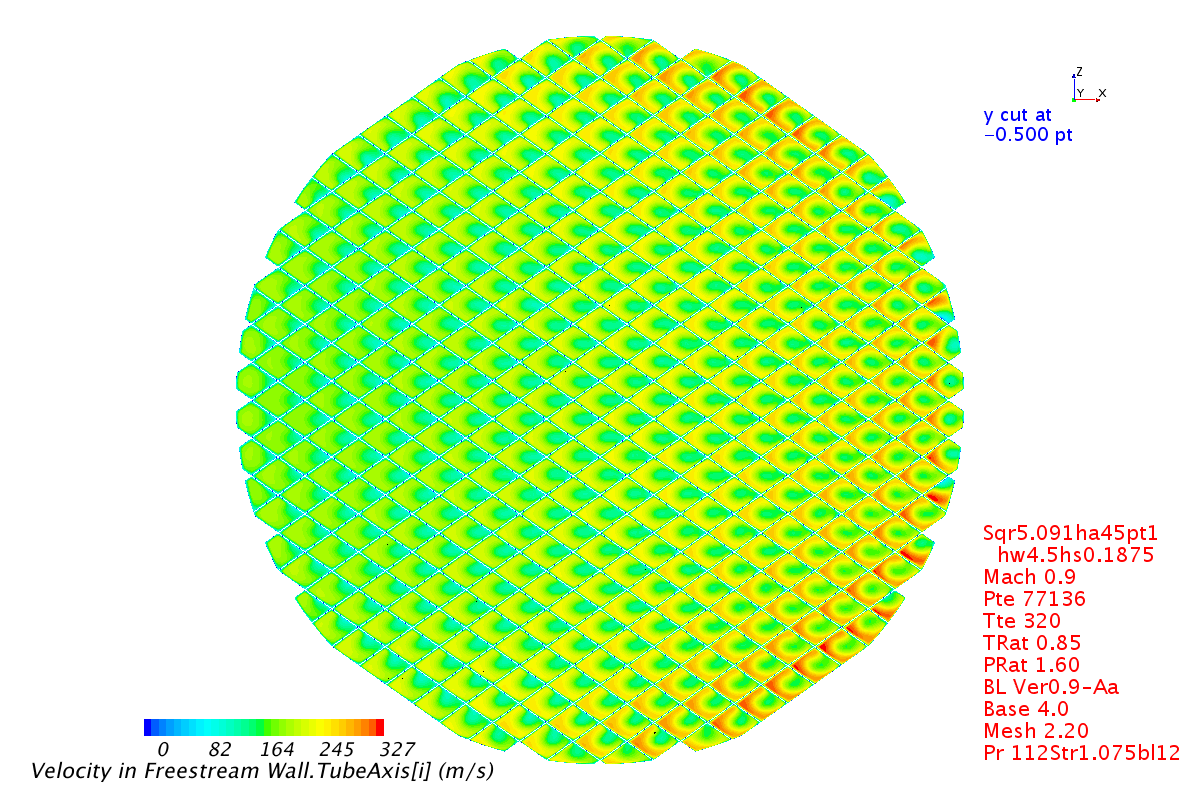 Z
Y X
y cut at
−0.500 pt
Sqr5.091ha45pt1
hw4.5hs0.1875
Mach 0.9
Pte 77136
Tte 320
TRat 0.85
PRat 1.60
BL Ver0.9−Aa
Base 4.0
Mesh 2.20
Pr 112Str1.075bl12
0 82 164 245 327
Velocity in Freestream Wall.TubeAxis[i] (m/s)